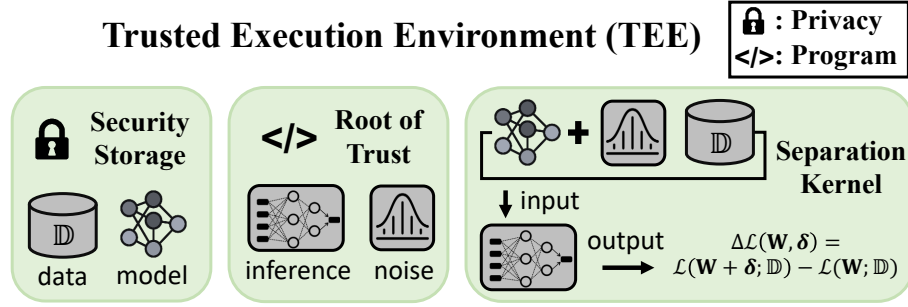 Trusted Execution Environment (TEE)
: Privacy
</>: Program
Security
Storage
𝔻
data
model
</>
Root of
Trust
inference
noise
+
𝔻
Separation
Kernel
input
output
Δℒ(𝐖, 𝜹) =
ℒ(𝐖 + 𝜹; 𝔻) − ℒ(𝐖; 𝔻)